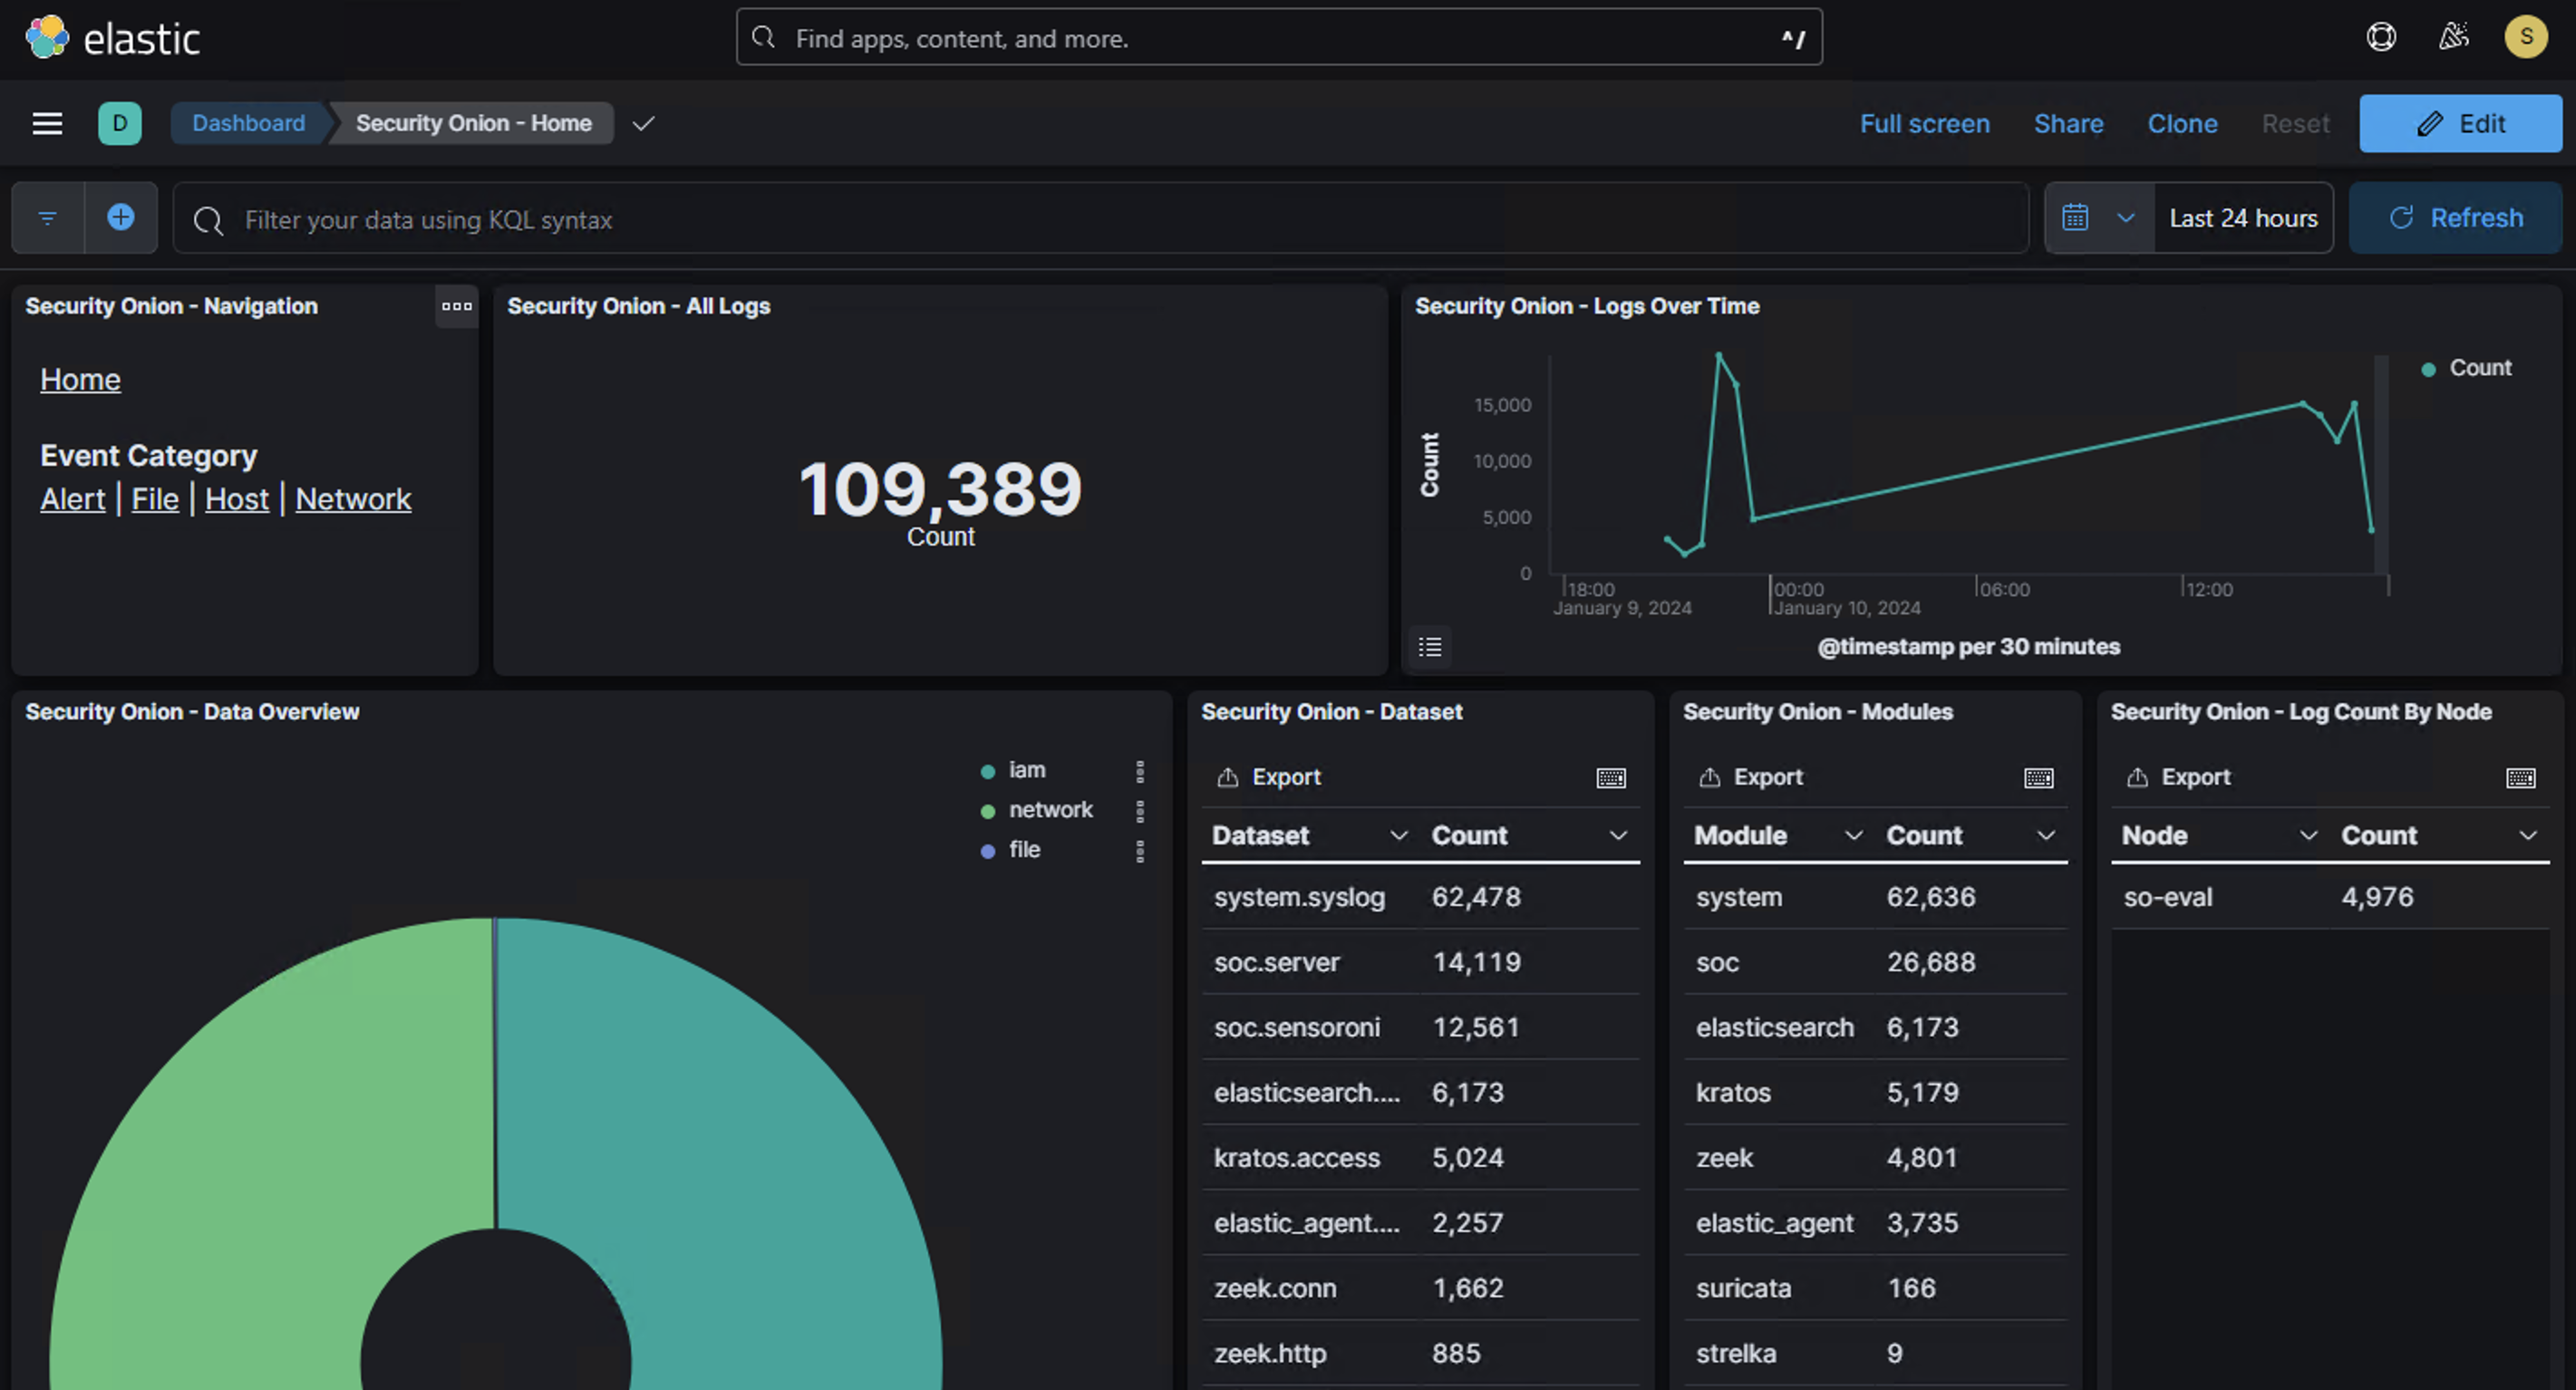 elastic
Find apps, content, and more.
^/
S
D
Dashboard
Security Onion - Home
Full screen
Share
Clone
Reset
Edit
Filter your data using KQL syntax
Last 24 hours
Refresh
Security Onion - Navigation
Home
Event Category
Alert | File | Host | Network
Security Onion - All Logs
109,389
Count
Security Onion - Logs Over Time
Count
15,000
10,000
5,000
0
Count
18:00
January 9, 2024
00:00
January 10, 2024
06:00
12:00
@timestamp per 30 minutes
Security Onion - Data Overview
iam
network
file
Security Onion - Dataset
Export
Dataset Count
system.syslog 62,478
soc.server 14,119
soc.sensoroni 12,561
elasticsearch.... 6,173
kratos.access 5,024
elastic_agent.... 2,257
zeek.conn 1,662
zeek.http 885
Security Onion - Modules
Export
Module Count
system 62,636
soc 26,688
elasticsearch 6,173
kratos 5,179
zeek 4,801
elastic_agent 3,735
suricata 166
strelka 9
Security Onion - Log Count By Node
Export
Node Count
so-eval 4,976